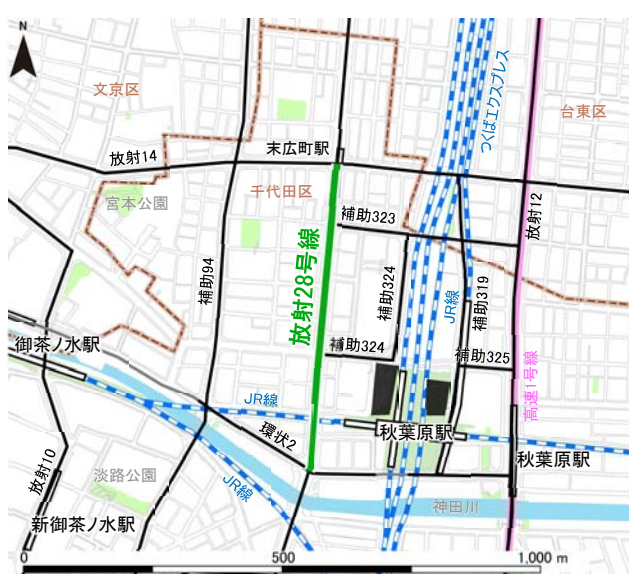 N
文京区
つくばエクスプレス
台東区
末広町駅
放射14
千代田区
宮本公園
補助323
放射12
放射28号線
補助94
補助324
JR線
補助319
御茶ノ水駅
補助324
補助325
高速1号線
JR線
環状2
秋葉原駅
秋葉原駅
放射10
淡路公園
JR線
神田川
新御茶ノ水駅
0 500 1,000 m